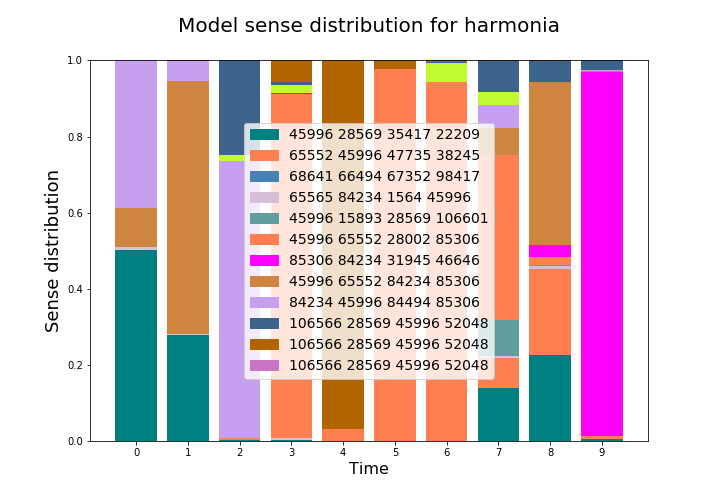 Model sense distribution for harmonia
1.0
0.8
0.6
0.4
0.2
0.0
Sense distribution
45996 28569 35417 22209
65552 45996 47735 38245
68641 66494 67352 98417
65565 84234 1564 45996
45996 15893 28569 106601
45996 65552 28002 85306
85306 84234 31945 46646
45996 65552 84234 85306
84234 45996 84494 85306
106566 28569 45996 52048
106566 28569 45996 52048
106566 28569 45996 52048
0 1 2 3 4 5 6 7 8 9
Time